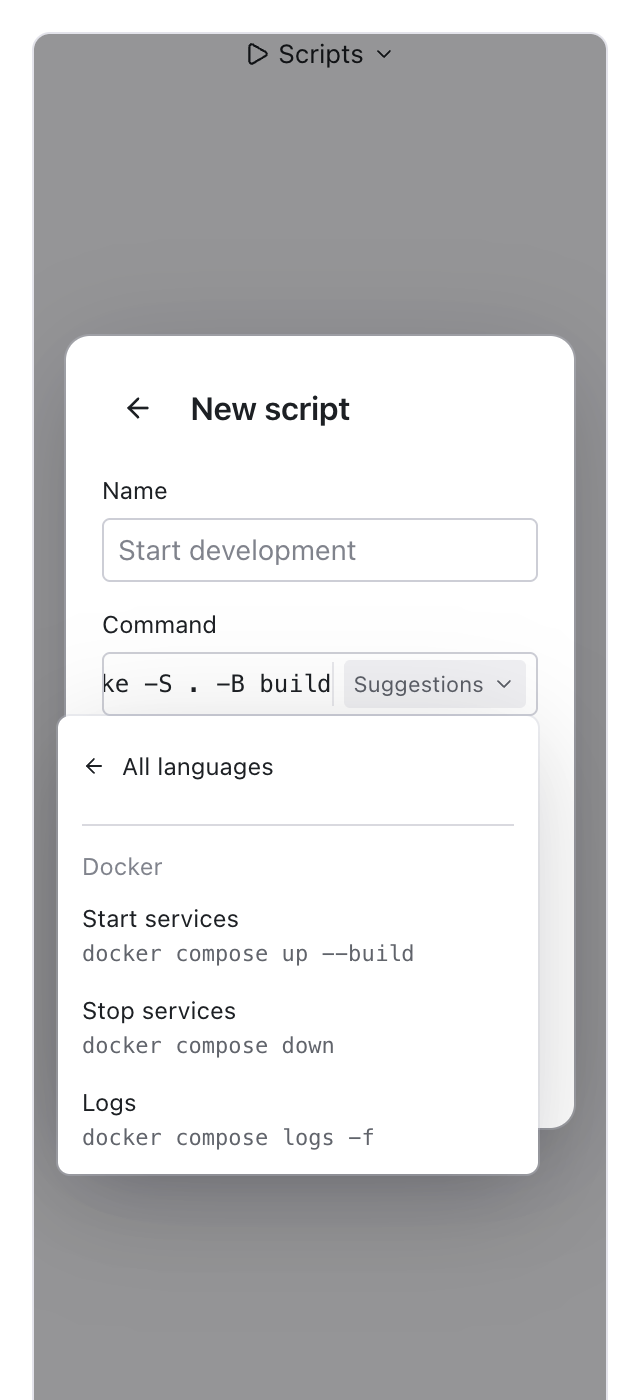 Scripts
New script
Name
Start development
Command
ke -S . -B build
Suggestions
All languages
Docker
Start services
docker compose up --build
Stop services
docker compose down
Logs
docker compose logs -f